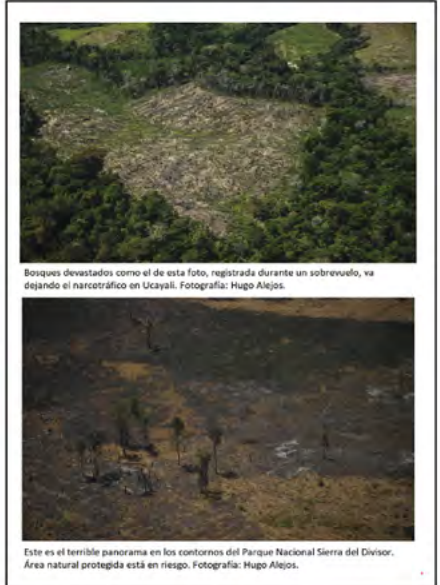 Bosques devastados como el de esta foto, registrada durante un sobrevuelo, va
dejando el narcotráfico en Ucayali. Fotografía: Hugo Alejos.
Este es el terrible panorama en los contornos del Parque Nacional Sierra del Divisor.
Área natural protegida está en riesgo. Fotografía: Hugo Alejos.